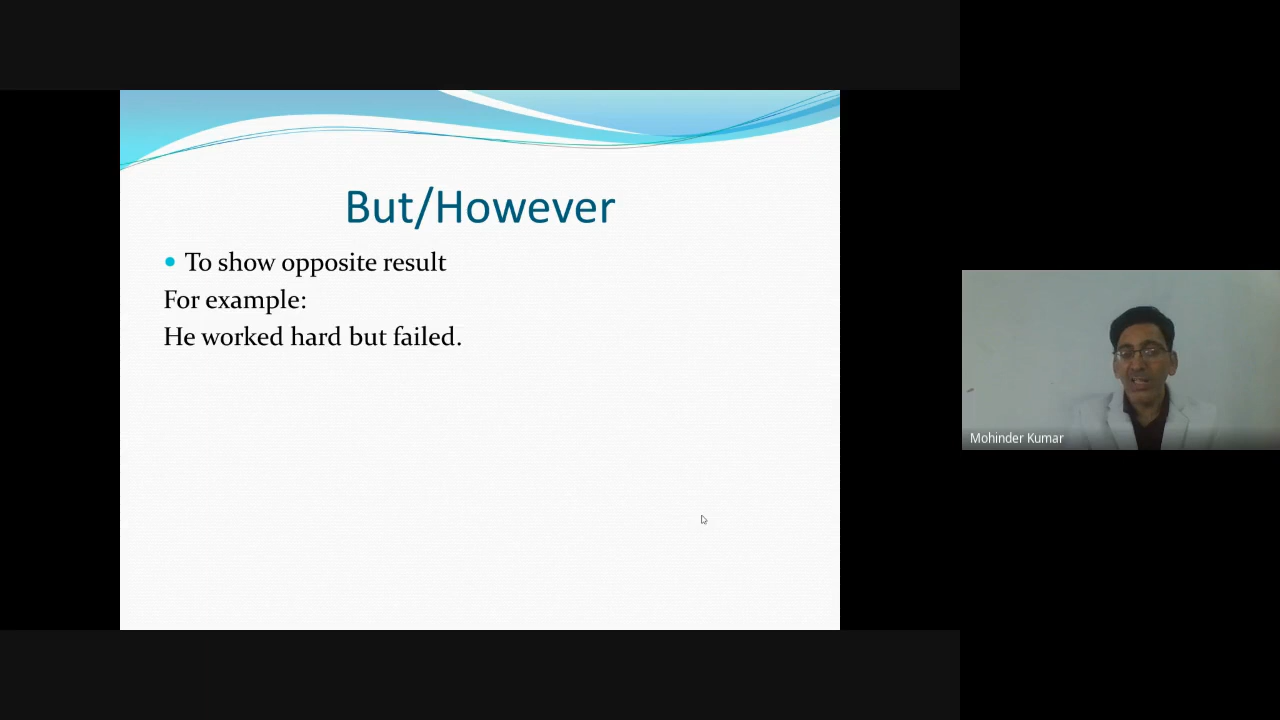 But/However
To show opposite result
For example:
He worked hard but failed.
Mohinder Kumar